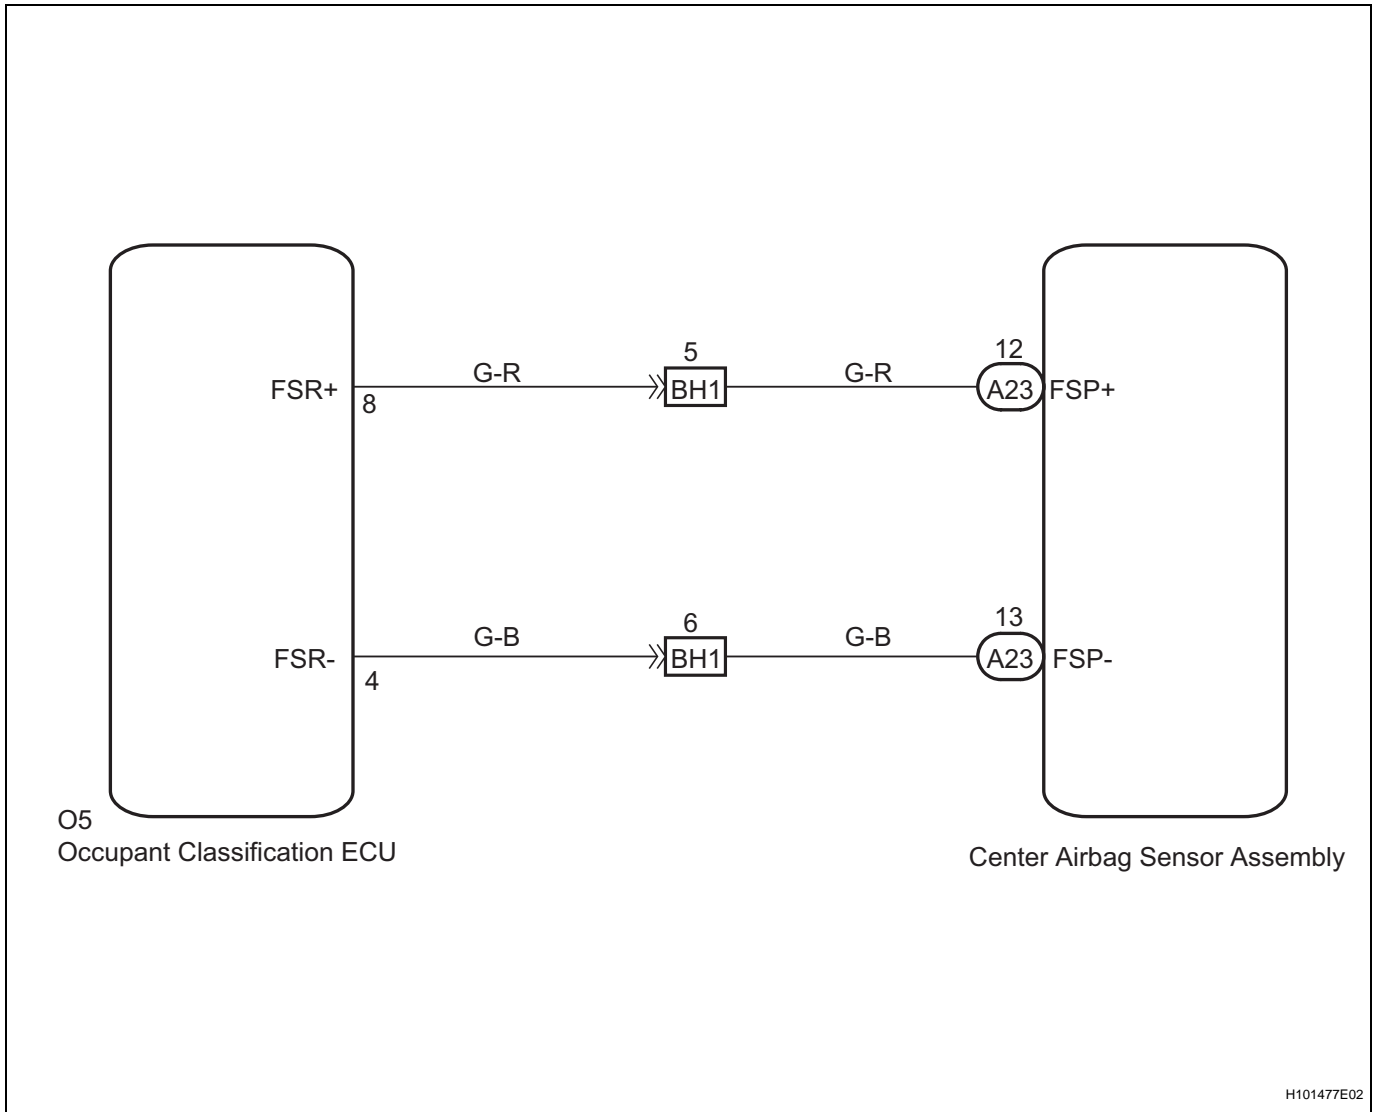 5
12
G-R
G-R
FSR+
8
BH1
A23
FSP+
6
13
G-B
G-B
FSR-
4
BH1
A23
FSP-
O5
Occupant Classification ECU
Center Airbag Sensor Assembly
H101477E02